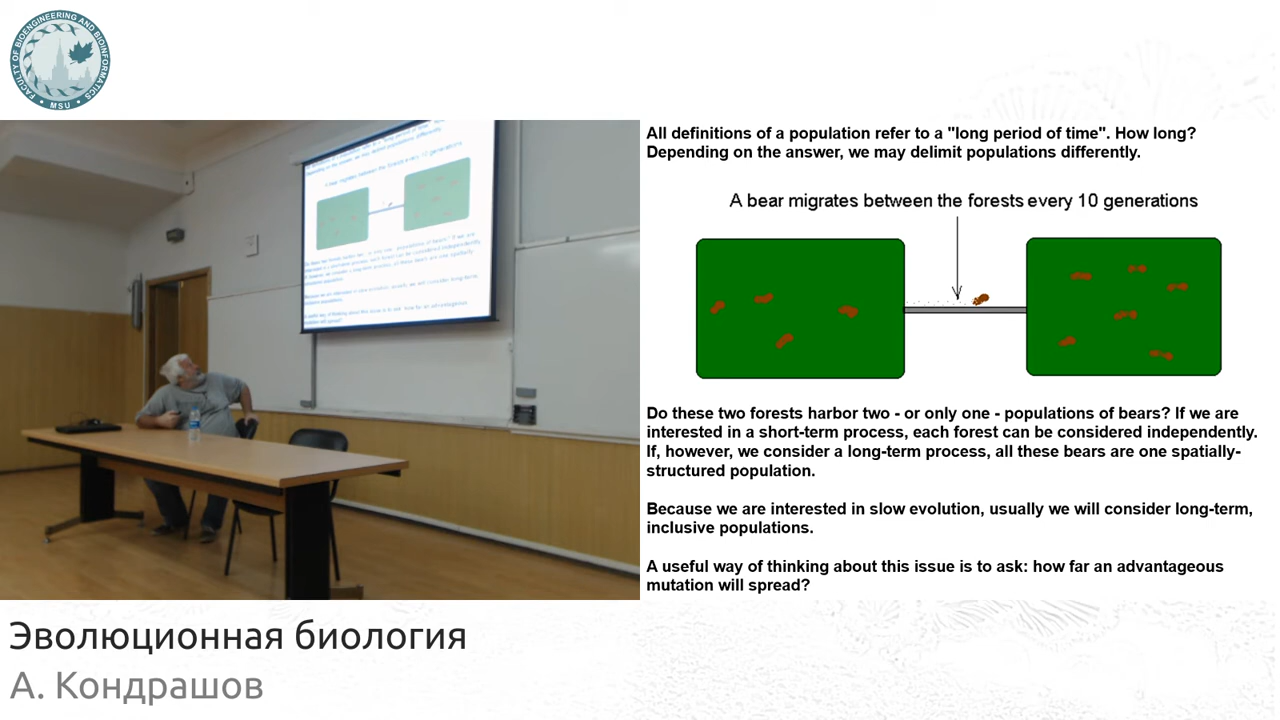 FACULTY OF BIOENGINEERING AND BIOINFORMATICS
• MSU •
All definitions of a population refer to a "long period of time". How long?
Depending on the answer, we may delimit populations differently.
A bear migrates between the forests every 10 generations
Do these two forests harbor two - or only one - populations of bears? If we are
interested in a short-term process, each forest can be considered independently.
If, however, we consider a long-term process, all these bears are one spatially-
structured population.
Because we are interested in slow evolution, usually we will consider long-term,
inclusive populations.
A useful way of thinking about this issue is to ask: how far an advantageous
mutation will spread?
Эволюционная биология
А. Кондрашов